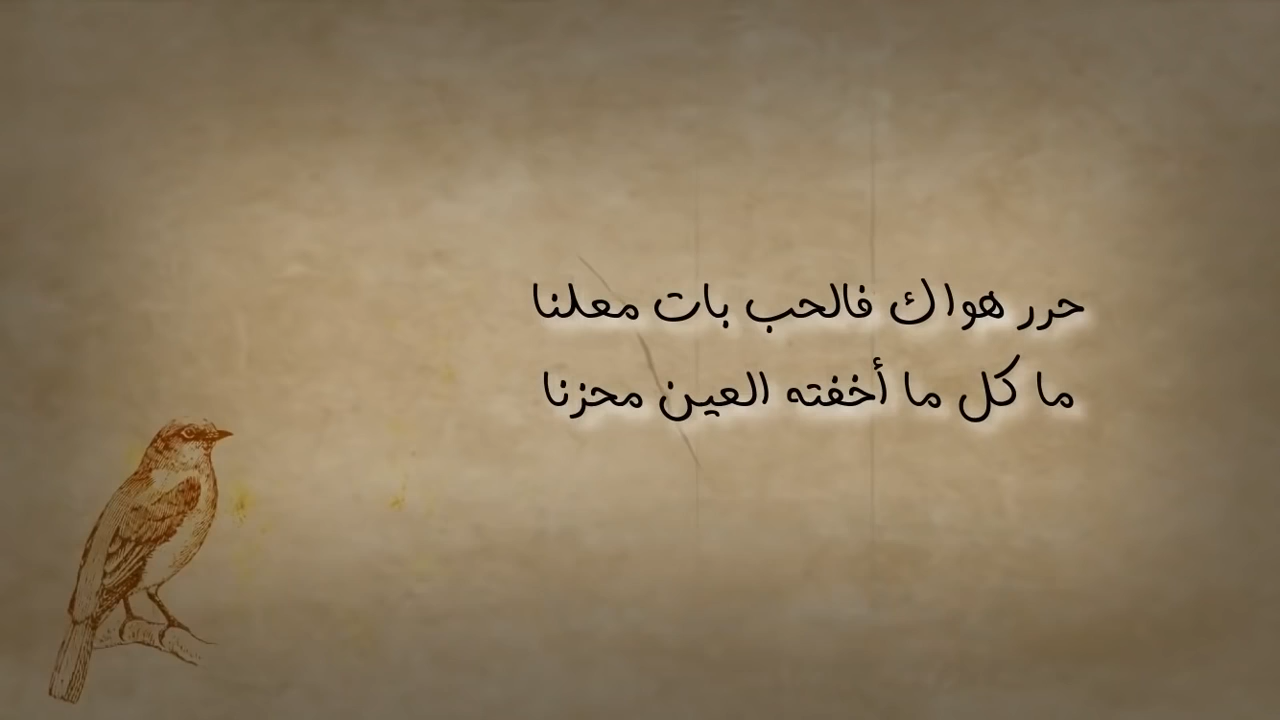 حرر هواك فالحب بات معلنا
ما كل ما أخفته العين محزنا